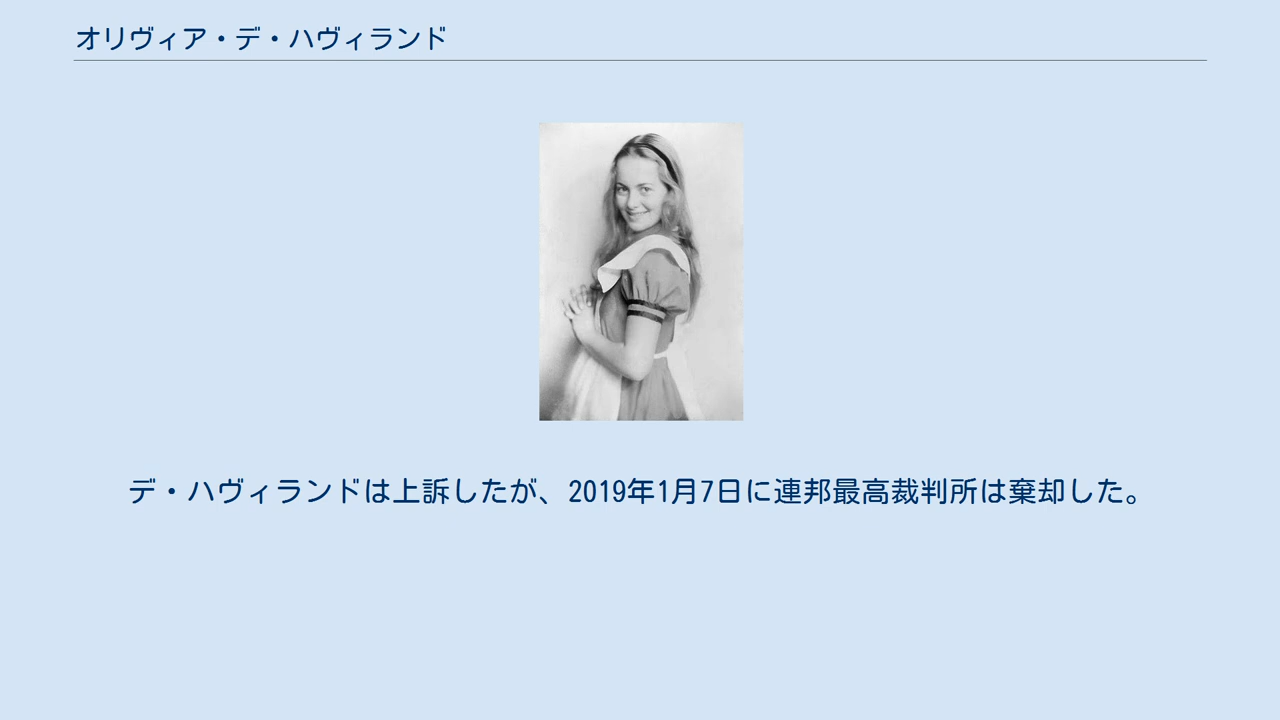 オリヴィア・デ・ハヴィランド
デ・ハヴィランドは上訴したが、2019年1月7日に連邦最高裁判所は棄却した。